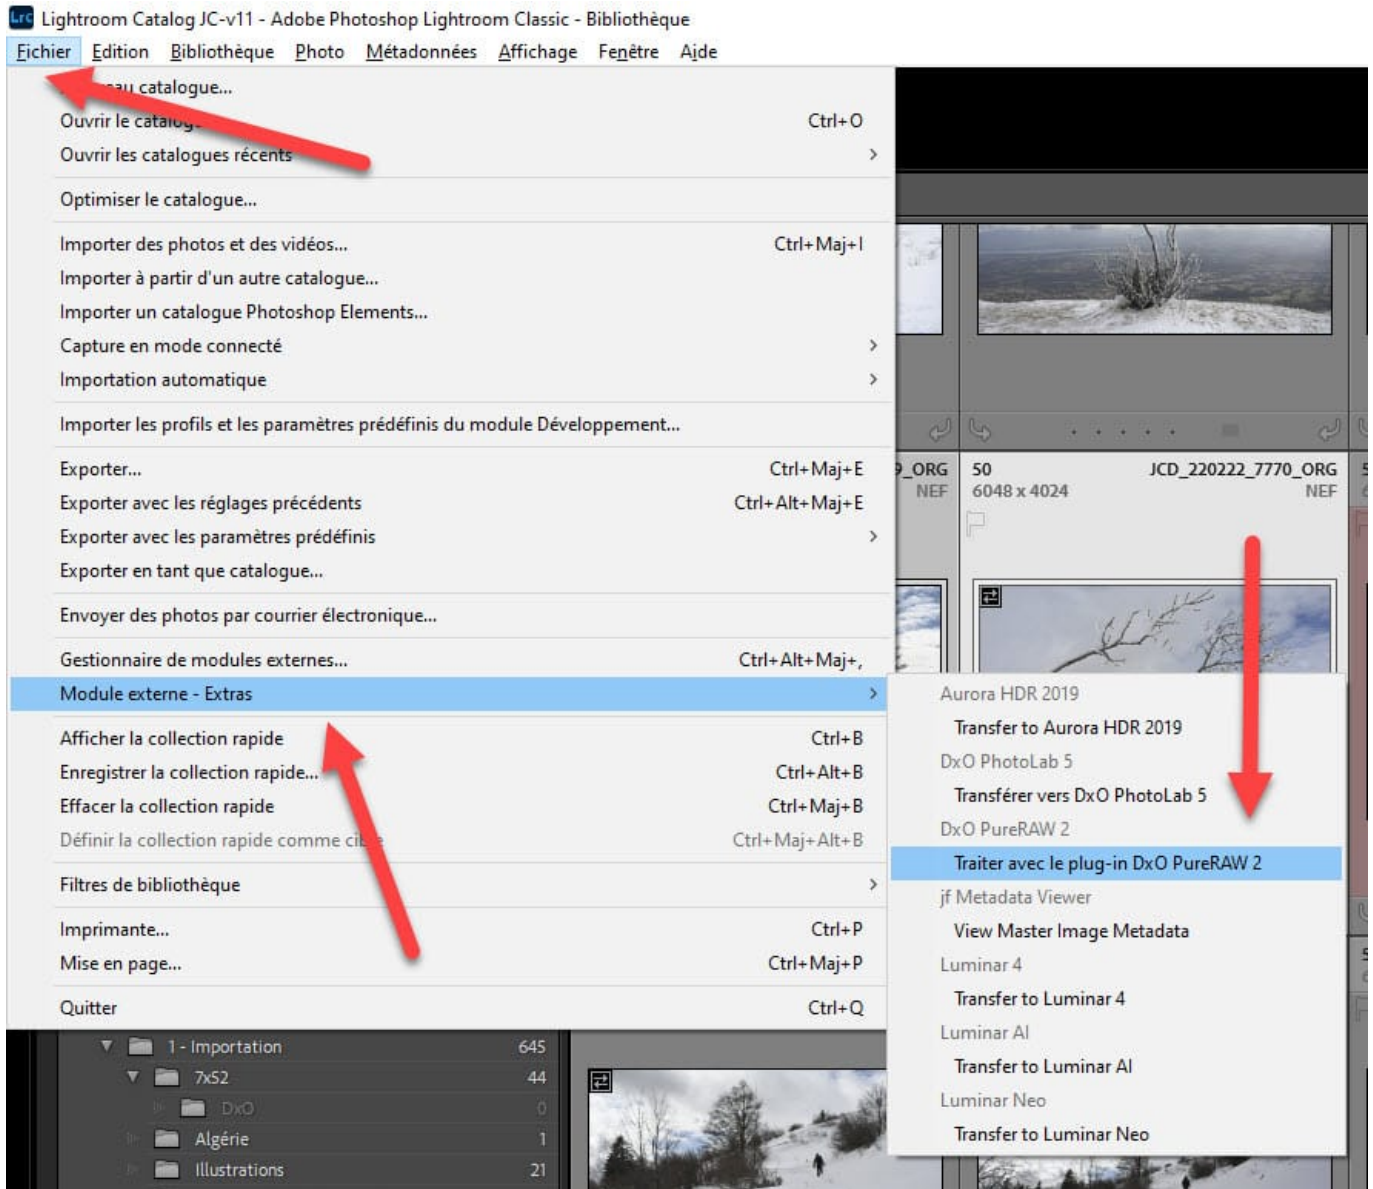 Lrc Lightroom Catalog JC-v11 - Adobe Photoshop Lightroom Classic - Bibliothèque
Fichier Edition Bibliothèque Photo Métadonnées Affichage Fenêtre Aide
catalogue...
Ouvrir le Ctrl+O
Ouvrir les catalogues récents >
Optimiser le catalogue...
Importer des photos et des vidéos... Ctrl+Maj+I
Importer à partir d'un autre catalogue...
Importer un catalogue Photoshop Elements...
Capture en mode connecté >
Importation automatique >
Importer les profils et les paramètres prédéfinis du module Développement...
Exporter... Ctrl+Maj+E
Exporter avec les réglages précédents Ctrl+Alt+Maj+E
Exporter avec les paramètres prédéfinis >
Exporter en tant que catalogue...
Envoyer des photos par courrier électronique...
Gestionnaire de modules externes... Ctrl+Alt+Maj+,
Module externe - Extras >
Afficher la collection rapide Ctrl+B
Enregistrer la collection rapide... Ctrl+Alt+B
Effacer la collection rapide Ctrl+Maj+B
Définir la collection rapide comme Ctrl+Maj+Alt+B
Filtres de bibliothèque >
Imprimante... Ctrl+P
Mise en page... Ctrl+Maj+P
Quitter Ctrl+Q
9_ORG
NEF
50 JCD_220222_7770_ORG
6048 x 4024 NEF
Aurora HDR 2019
Transfer to Aurora HDR 2019
DxO PhotoLab 5
Transférer vers DxO PhotoLab 5
DxO PureRAW 2
Traiter avec le plug-in DxO PureRAW 2
jf Metadata Viewer
View Master Image Metadata
Luminar 4
Transfer to Luminar 4
Luminar AI
Transfer to Luminar AI
Luminar Neo
Transfer to Luminar Neo
1 - Importation 645
7x52 44
DxO 0
Algérie 1
Illustrations 21